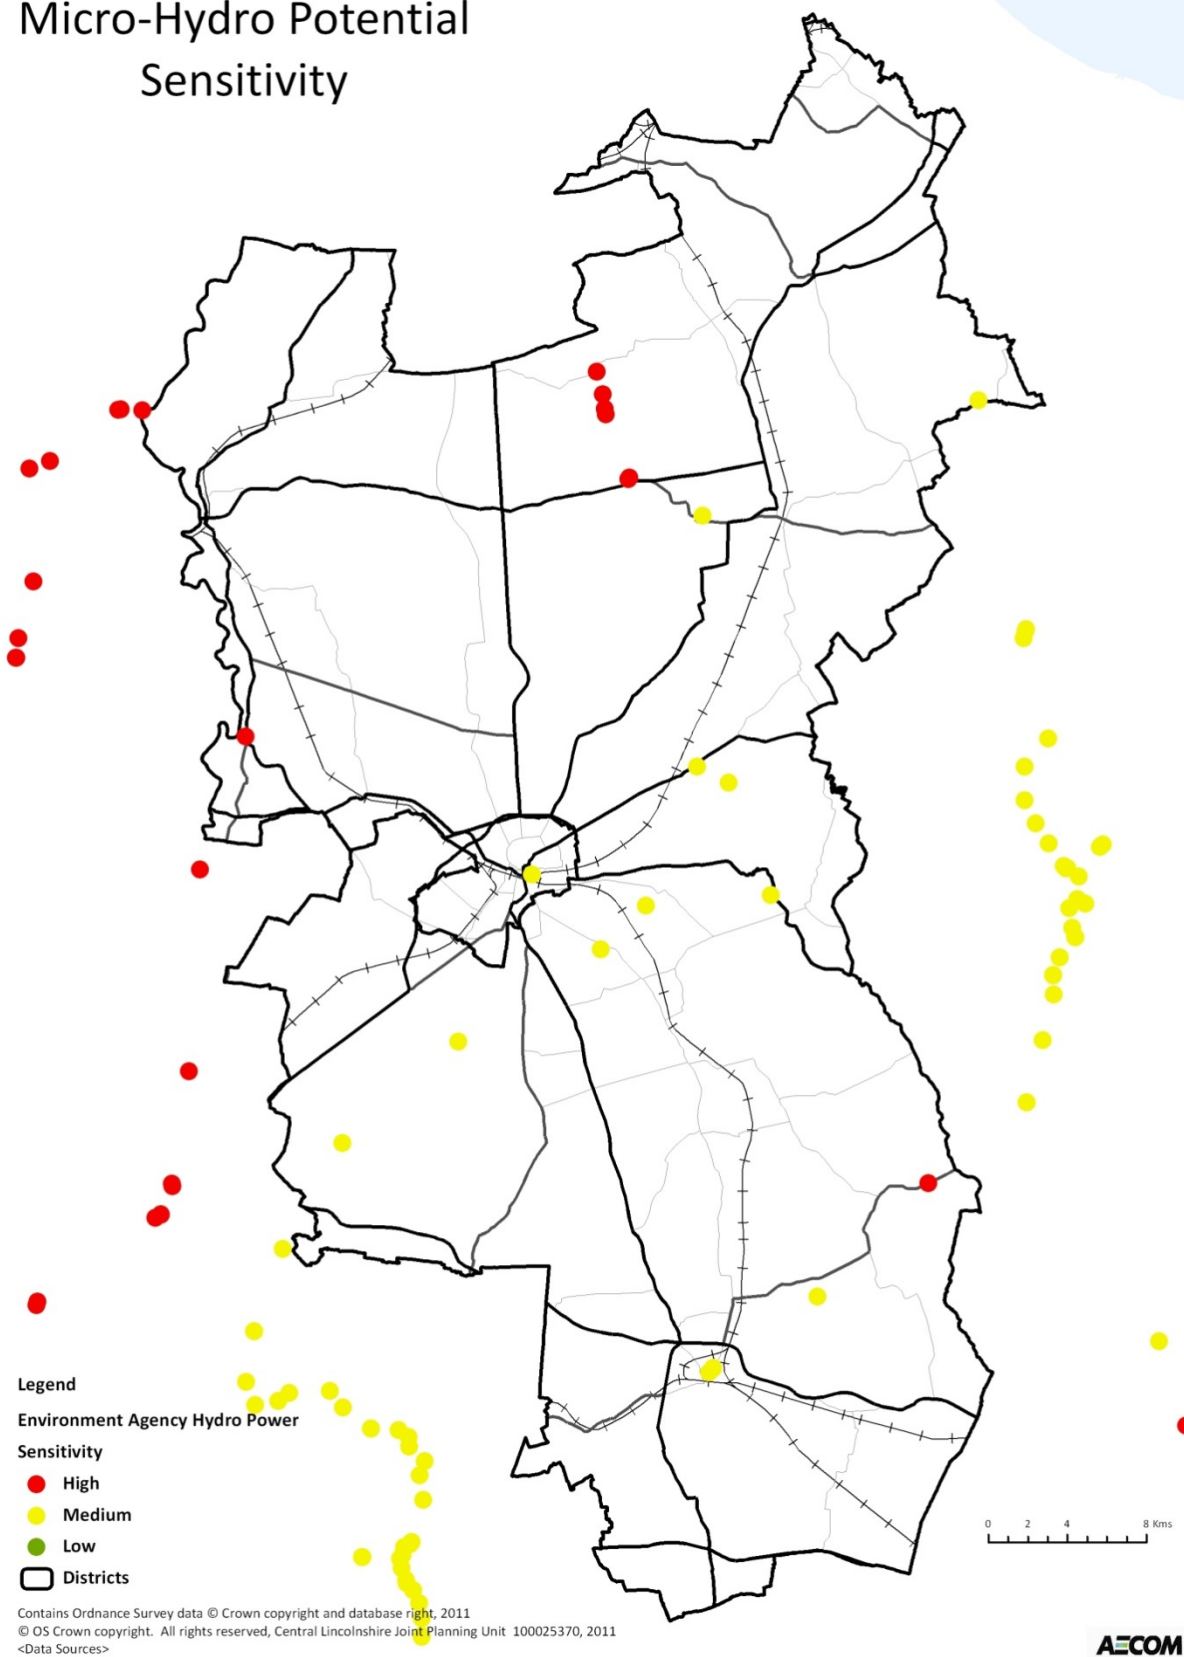 Micro-Hydro Potential
Sensitivity
Legend
Environment Agency Hydro Power
Sensitivity
High
Medium
Low
Districts
0 2 4 8 Kms
Contains Ordnance Survey data © Crown copyright and database right, 2011
© OS Crown copyright. All rights reserved, Central Lincolnshire Joint Planning Unit 100025370, 2011
<Data Sources>
AECOM